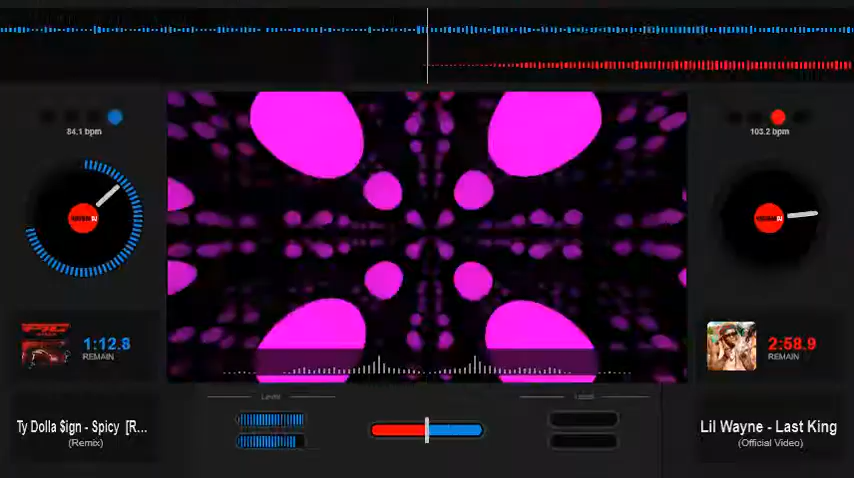 84.1 bpm
103.2 bpm
1:12.8
REMAIN
2:58.9
REMAIN
Levels
Ty Dolla $ign - Spicy [R...
(Remix)
Lil Wayne - Last King
(Official Video)